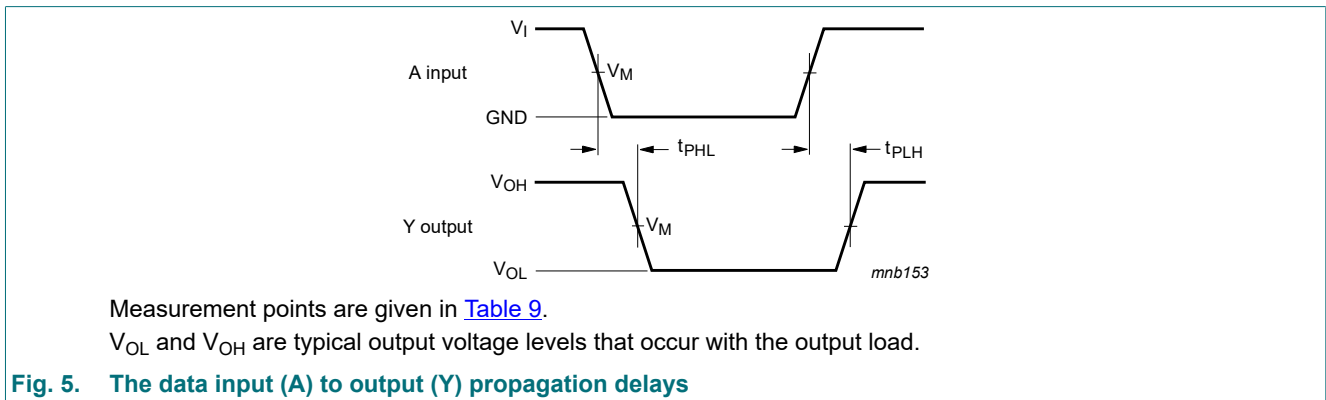 VI
A input
VM
GND
tPHL
tPLH
VOH
Y output
VM
VOL
mnb153
Measurement points are given in Table 9.
VOL and VOH are typical output voltage levels that occur with the output load.
Fig. 5. The data input (A) to output (Y) propagation delays